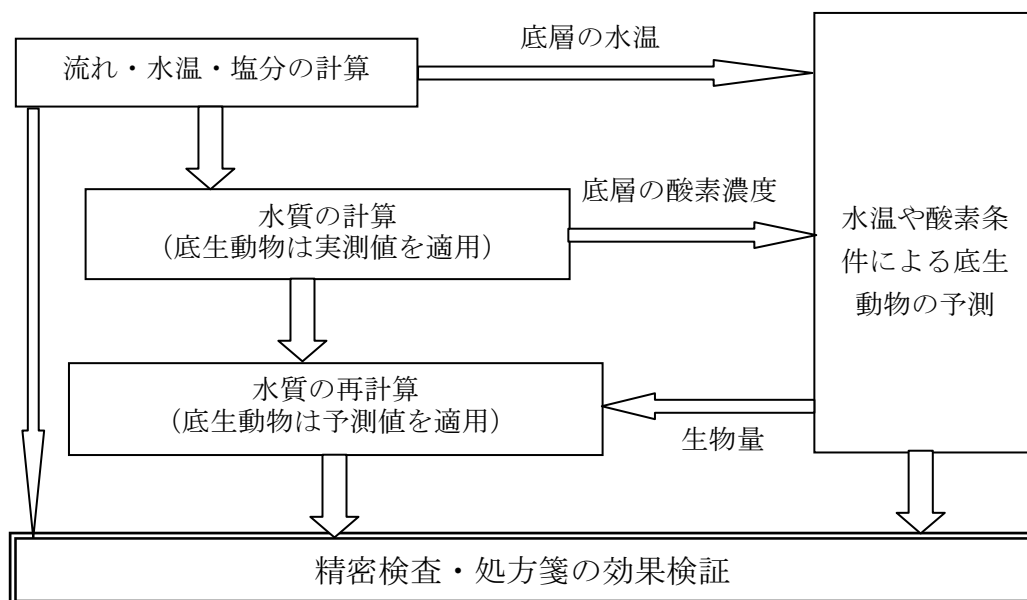 底層の水温
流れ・水温・塩分の計算
底層の酸素濃度
水質の計算
（底生動物は実測値を適用）
水温や酸素条
件による底生
動物の予測
水質の再計算
（底生動物は予測値を適用）
生物量
精密検査・処方箋の効果検証